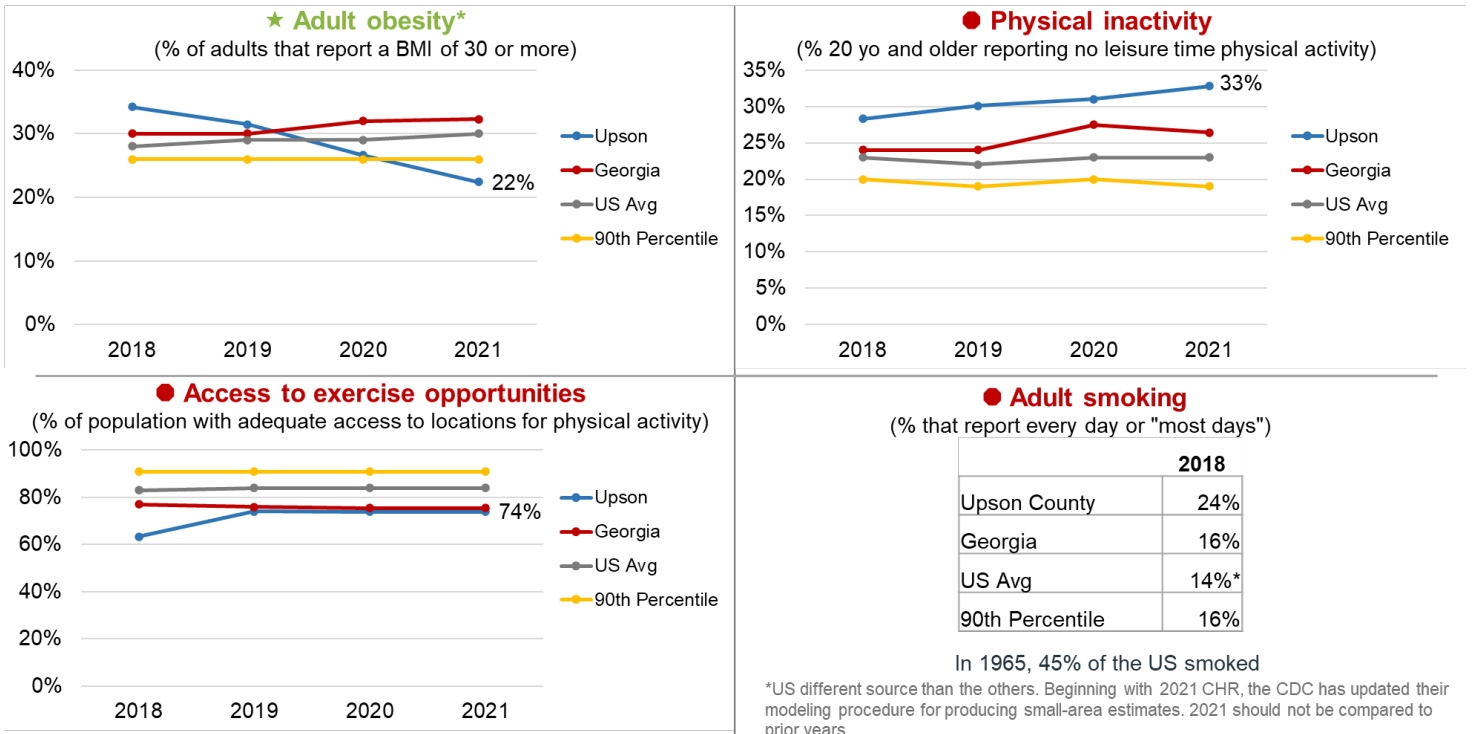 ★ Adult obesity*
(% of adults that report a BMI of 30 or more)
40%
30%
20%
10%
0%
22%
2018 2019 2020 2021
Upson
Georgia
US Avg
90th Percentile
Physical inactivity
(% 20 yo and older reporting no leisure time physical activity)
35%
30%
25%
20%
15%
10%
5%
0%
33%
2018 2019 2020 2021
Upson
Georgia
US Avg
90th Percentile
Access to exercise opportunities
(% of population with adequate access to locations for physical activity)
100%
80%
60%
40%
20%
0%
74%
2018 2019 2020 2021
Upson
Georgia
US Avg
90th Percentile
Adult smoking
(% that report every day or "most days")
2018
Upson County 24%
Georgia 16%
US Avg 14%*
90th Percentile 16%
In 1965, 45% of the US smoked
*US different source than the others. Beginning with 2021 CHR, the CDC has updated their
modeling procedure for producing small-area estimates. 2021 should not be compared to
prior years